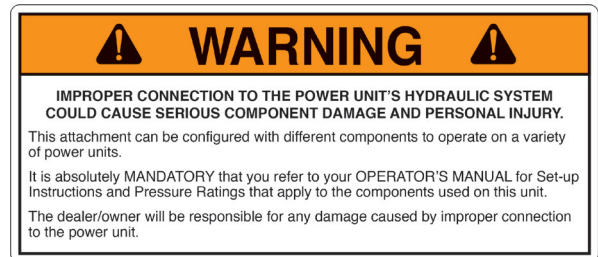 WARNING
IMPROPER CONNECTION TO THE POWER UNIT'S HYDRAULIC SYSTEM
COULD CAUSE SERIOUS COMPONENT DAMAGE AND PERSONAL INJURY.
This attachment can be configured with different components to operate on a variety
of power units.
It is absolutely MANDATORY that you refer to your OPERATOR'S MANUAL for Set-up
Instructions and Pressure Ratings that apply to the components used on this unit.
The dealer/owner will be responsible for any damage caused by improper connection
to the power unit.